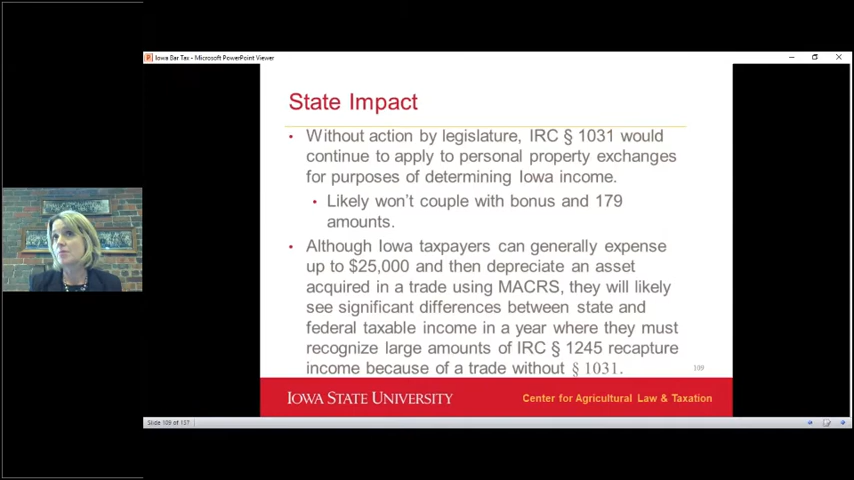 Iowa Bar Tax - Microsoft PowerPoint Viewer
State Impact
• Without action by legislature, IRC § 1031 would
continue to apply to personal property exchanges
for purposes of determining Iowa income.
• Likely won't couple with bonus and 179
amounts.
• Although Iowa taxpayers can generally expense
up to $25,000 and then depreciate an asset
acquired in a trade using MACRS, they will likely
see significant differences between state and
federal taxable income in a year where they must
recognize large amounts of IRC § 1245 recapture
income because of a trade without § 1031.
109
IOWA STATE UNIVERSITY
Center for Agricultural Law & Taxation
Slide 109 of 157